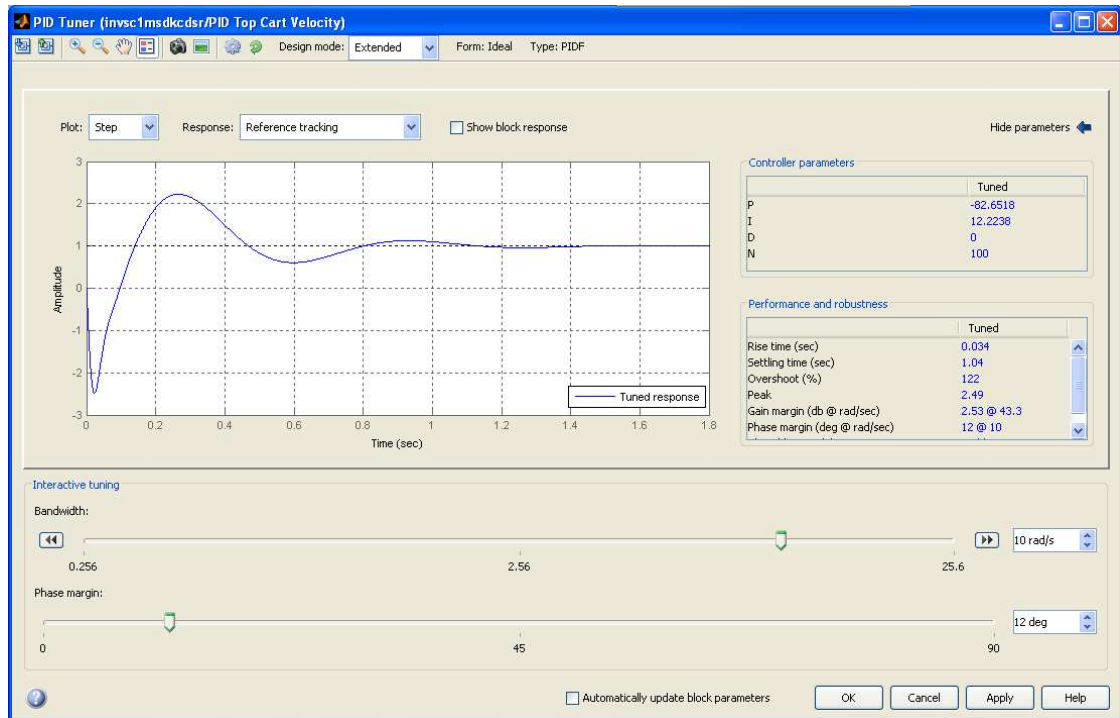 PID Tuner (invsc1msdkcdsr/PID Top Cart Velocity)
Design mode: Extended Form: Ideal Type: PIDF
Plot: Step Response: Reference tracking Show block response Hide parameters
3
2
1
0
-1
-2
-3
Amplitude
0 0.2 0.4 0.6 0.8 1 1.2 1.4 1.6 1.8
Time (sec)
Tuned response
Controller parameters
Tuned
P -82.6518
I 12.2238
D 0
N 100
Performance and robustness
Tuned
Rise time (sec) 0.034
Settling time (sec) 1.04
Overshoot (%) 122
Peak 2.49
Gain margin (db @ rad/sec) 2.53 @ 43.3
Phase margin (deg @ rad/sec) 12 @ 10
Interactive tuning
Bandwidth:
10 rad/s
0.256 2.56 25.6
Phase margin:
12 deg
0 45 90
Automatically update block parameters OK Cancel Apply Help